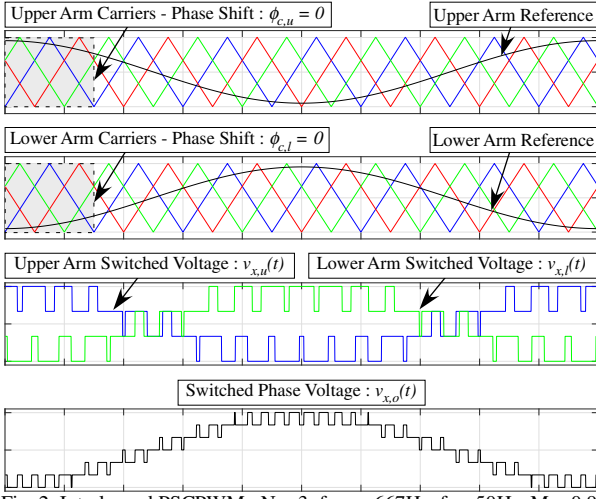 Upper Arm Carriers - Phase Shift : ϕc,u = 0
Upper Arm Reference
Lower Arm Carriers - Phase Shift : ϕc,l = 0
Lower Arm Reference
Upper Arm Switched Voltage : vx,u(t)
Lower Arm Switched Voltage : vx,l(t)
Switched Phase Voltage : vx,o(t)